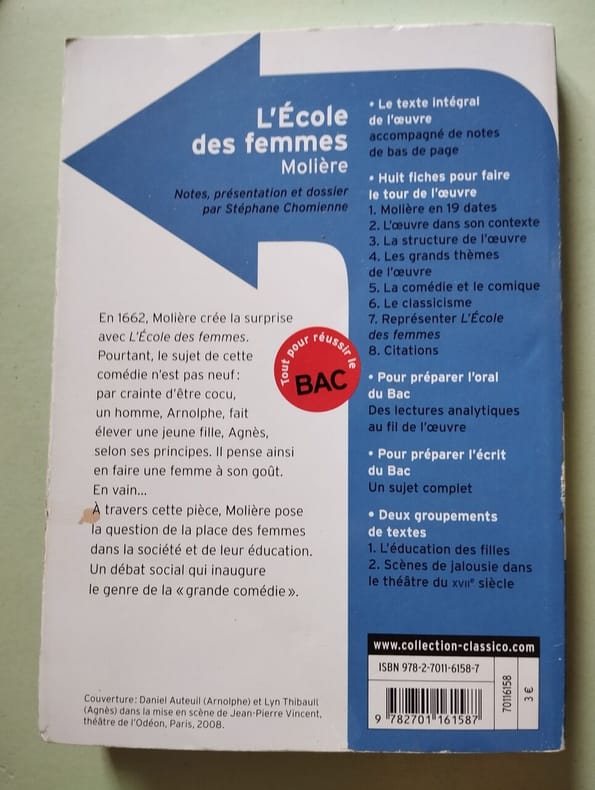 L'École
des femmes
Molière
Notes, présentation et dossier
par Stéphane Chomienne
En 1662, Molière crée la surprise
avec L'École des femmes.
Pourtant, le sujet de cette
comédie n'est pas neuf :
par crainte d'être cocu,
un homme, Arnolphe, fait
élever une jeune fille, Agnès,
selon ses principes. Il pense ainsi
en faire une femme à son goût.
En vain...
À travers cette pièce, Molière pose
la question de la place des femmes
dans la société et de leur éducation.
Un débat social qui inaugure
le genre de la « grande comédie ».
Tout pour réussir le
BAC
• Le texte intégral
de l'œuvre
accompagné de notes
de bas de page
• Huit fiches pour faire
le tour de l'œuvre
1. Molière en 19 dates
2. L'œuvre dans son contexte
3. La structure de l'œuvre
4. Les grands thèmes
de l'œuvre
5. La comédie et le comique
6. Le classicisme
7. Représenter L'École
des femmes
8. Citations
• Pour préparer l'oral
du Bac
Des lectures analytiques
au fil de l'œuvre
• Pour préparer l'écrit
du Bac
Un sujet complet
• Deux groupements
de textes
1. L'éducation des filles
2. Scènes de jalousie dans
le théâtre du XVIIe siècle
Couverture : Daniel Auteuil (Arnolphe) et Lyn Thibault
(Agnès) dans la mise en scène de Jean-Pierre Vincent,
théâtre de l'Odéon, Paris, 2008.
www.collection-classico.com
ISBN 978-2-7011-6158-7
9 782701 161587
70116158
3 €